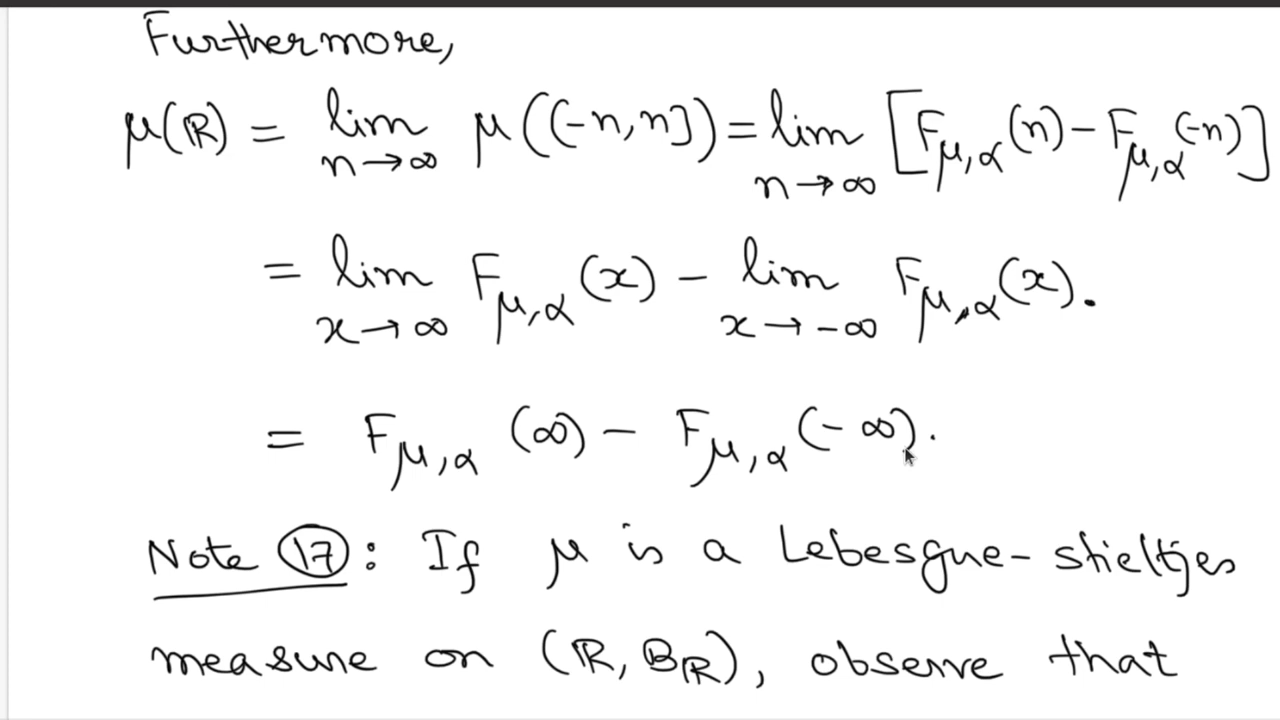 Furthermore,
μ(ℝ) = lim_{n→∞} μ((-n,n]) = lim_{n→∞} [F_{μ,α}(n) - F_{μ,α}(-n)]
= lim_{x→∞} F_{μ,α}(x) - lim_{x→-∞} F_{μ,α}(x).
= F_{μ,α}(∞) - F_{μ,α}(-∞).
Note 17: If μ is a Lebesgue-stieltjes
measure on (ℝ, B_ℝ), observe that